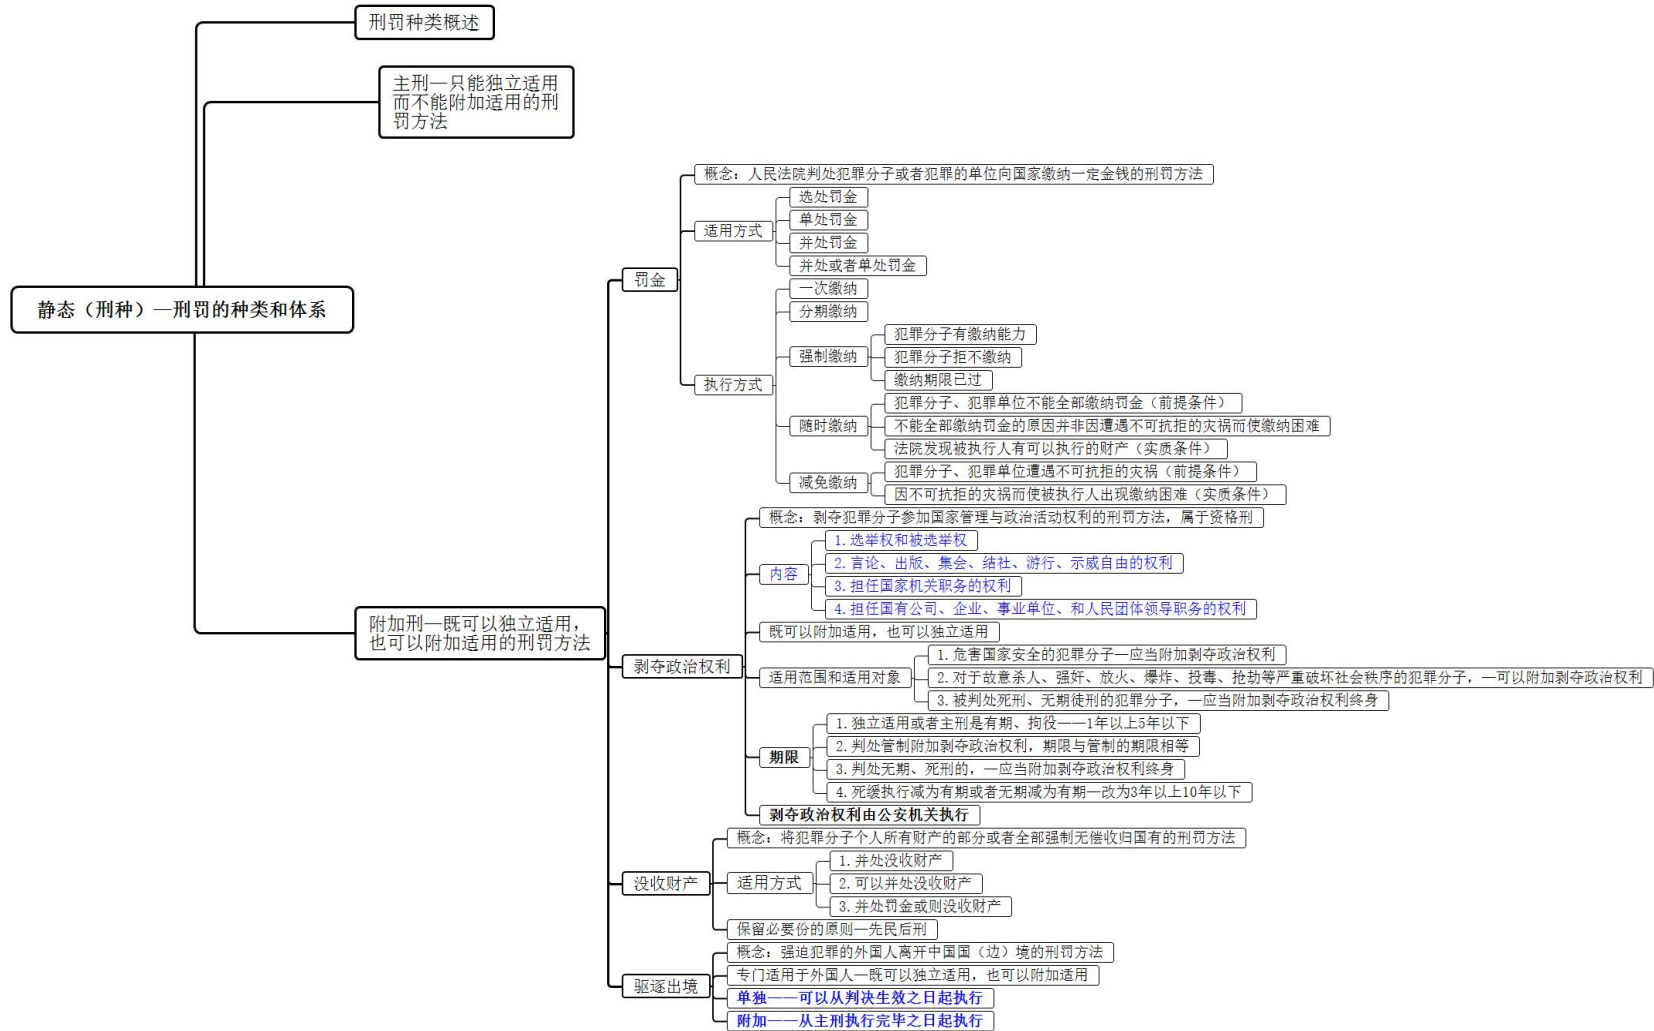 刑罚种类概述
主刑—只能独立适用
而不能附加适用的刑
罚方法
静态（刑种）—刑罚的种类和体系
附加刑—既可以独立适用，
也可以附加适用的刑罚方法
罚金
概念：人民法院判处犯罪分子或者犯罪的单位向国家缴纳一定金钱的刑罚方法
适用方式
选处罚金
单处罚金
并处罚金
并处或者单处罚金
执行方式
一次缴纳
分期缴纳
强制缴纳
犯罪分子有缴纳能力
犯罪分子拒不缴纳
缴纳期限已过
随时缴纳
犯罪分子、犯罪单位不能全部缴纳罚金（前提条件）
不能全部缴纳罚金的原因并非因遭遇不可抗拒的灾祸而使缴纳困难
法院发现被执行人有可以执行的财产（实质条件）
减免缴纳
犯罪分子、犯罪单位遭遇不可抗拒的灾祸（前提条件）
因不可抗拒的灾祸而使被执行人出现缴纳困难（实质条件）
剥夺政治权利
概念：剥夺犯罪分子参加国家管理与政治活动权利的刑罚方法，属于资格刑
内容
1.选举权和被选举权
2.言论、出版、集会、结社、游行、示威自由的权利
3.担任国家机关职务的权利
4.担任国有公司、企业、事业单位、和人民团体领导职务的权利
既可以附加适用，也可以独立适用
适用范围和适用对象
1.危害国家安全的犯罪分子—应当附加剥夺政治权利
2.对于故意杀人、强奸、放火、爆炸、投毒、抢劫等严重破坏社会秩序的犯罪分子，—可以附加剥夺政治权利
3.被判处死刑、无期徒刑的犯罪分子，—应当附加剥夺政治权利终身
期限
1.独立适用或者主刑是有期、拘役——1年以上5年以下
2.判处管制附加剥夺政治权利，期限与管制的期限相等
3.判处无期、死刑的，—应当附加剥夺政治权利终身
4.死缓执行减为有期或者无期减为有期—改为3年以上10年以下
剥夺政治权利由公安机关执行
没收财产
概念：将犯罪分子个人所有财产的部分或者全部强制无偿收归国有的刑罚方法
适用方式
1.并处没收财产
2.可以并处没收财产
3.并处罚金或则没收财产
保留必要份的原则—先民后刑
驱逐出境
概念：强迫犯罪的外国人离开中国国（边）境的刑罚方法
专门适用于外国人—既可以独立适用，也可以附加适用
单独——可以从判决生效之日起执行
附加——从主刑执行完毕之日起执行